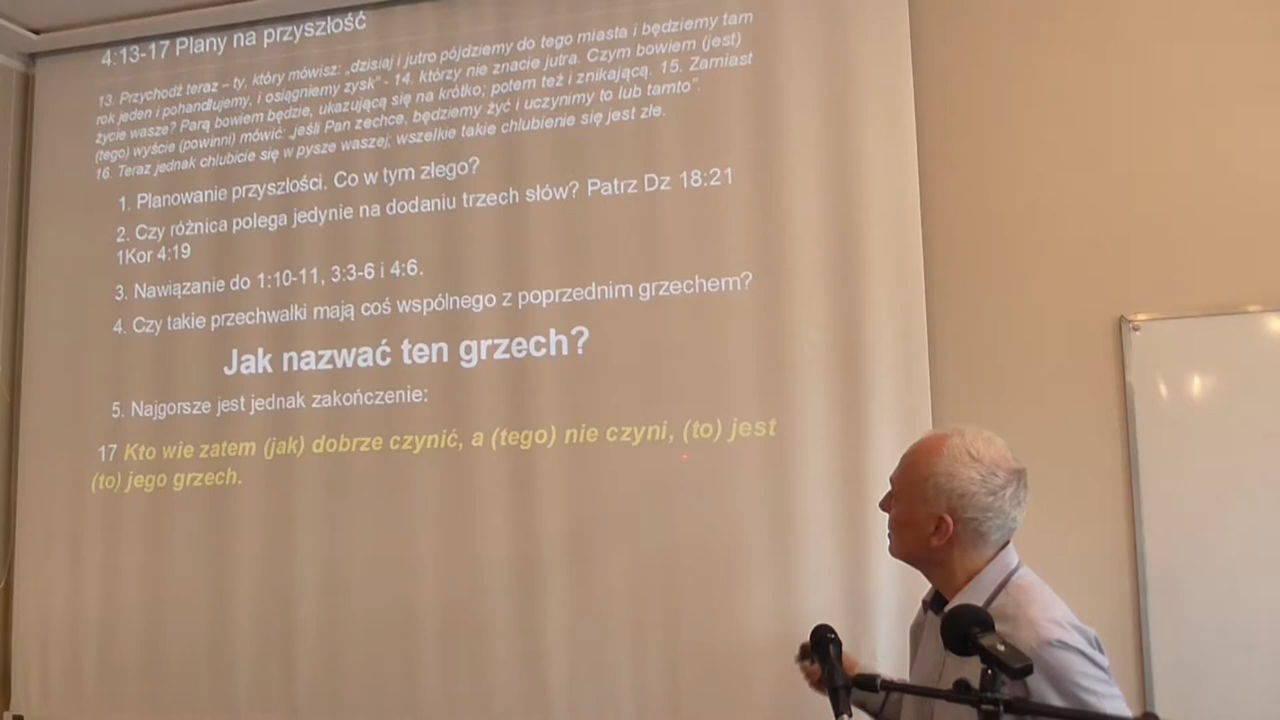 4:13-17 Plany na przyszłość
13. Przychodź teraz – ty, który mówisz: „dzisiaj i jutro pójdziemy do tego miasta i będziemy tam
rok jeden i pohandlujemy, i osiągniemy zysk" - 14. którzy nie znacie jutra. Czym bowiem (jest)
życie wasze? Parą bowiem będzie, ukazującą się na krótko; potem też i znikającą. 15. Zamiast
(tego) wyście (powinni) mówić: „jeśli Pan zechce, będziemy żyć i uczynimy to lub tamto".
16. Teraz jednak chlubicie się w pysze waszej; wszelkie takie chlubienie się jest złe.
1. Planowanie przyszłości. Co w tym złego?
2. Czy różnica polega jedynie na dodaniu trzech słów? Patrz Dz 18:21
1Kor 4:19
3. Nawiązanie do 1:10-11, 3:3-6 i 4:6.
4. Czy takie przechwałki mają coś wspólnego z poprzednim grzechem?
Jak nazwać ten grzech?
5. Najgorsze jest jednak zakończenie:
17 Kto wie zatem (jak) dobrze czynić, a (tego) nie czyni, (to) jest
(to) jego grzech.